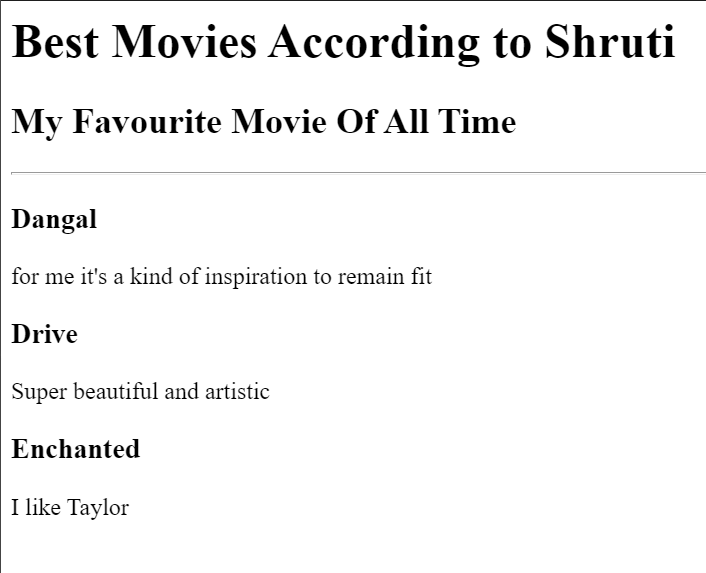 Best Movies According to Shruti
My Favourite Movie Of All Time
Dangal
for me it's a kind of inspiration to remain fit
Drive
Super beautiful and artistic
Enchanted
I like Taylor